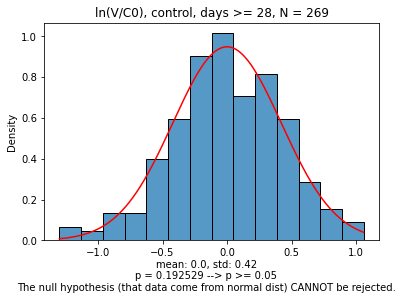 ln(V/C0), control, days >= 28, N = 269
1.0
0.8
0.6
0.4
0.2
0.0
Density
−1.0 −0.5 0.0 0.5 1.0
mean: 0.0, std: 0.42
p = 0.192529 --> p >= 0.05
The null hypothesis (that data come from normal dist) CANNOT be rejected.